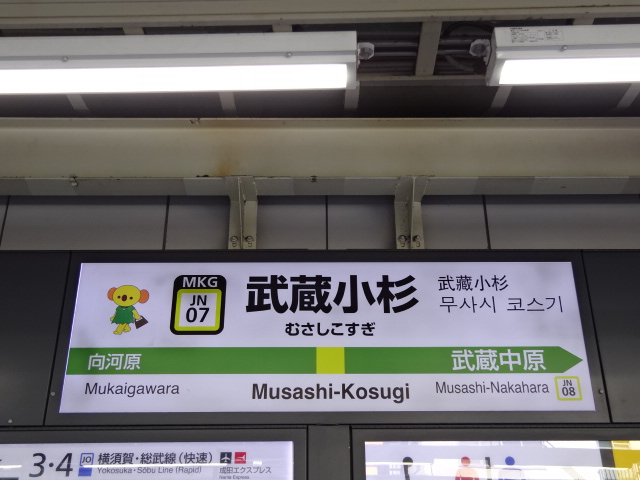 MKG
JN
07
武蔵小杉
むさしこすぎ
武藏小杉
무사시 코스기
向河原
武蔵中原
Mukaigawara
Musashi-Kosugi
Musashi-Nakahara
JN
08
3・4
JO
横須賀・総武線(快速)
Yokosuka・Sōbu Line (Rapid)
成田エクスプレス
Narita Express